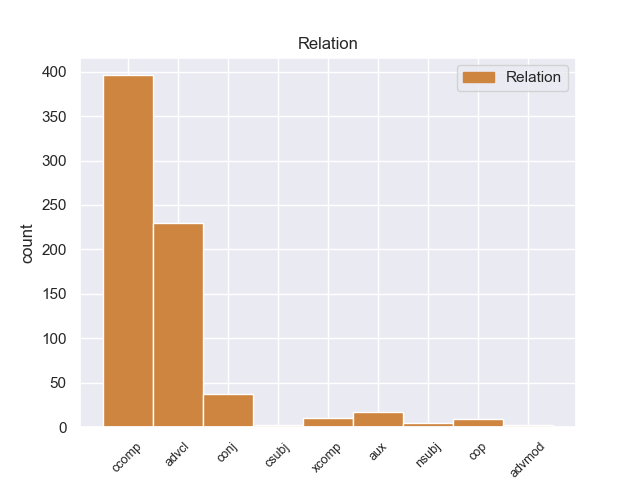 Relation
Relation
count
400
350
300
250
200
150
100
50
0
ccomp
advcl
conj
csubj
xcomp
aux
nsubj
cop
advmod